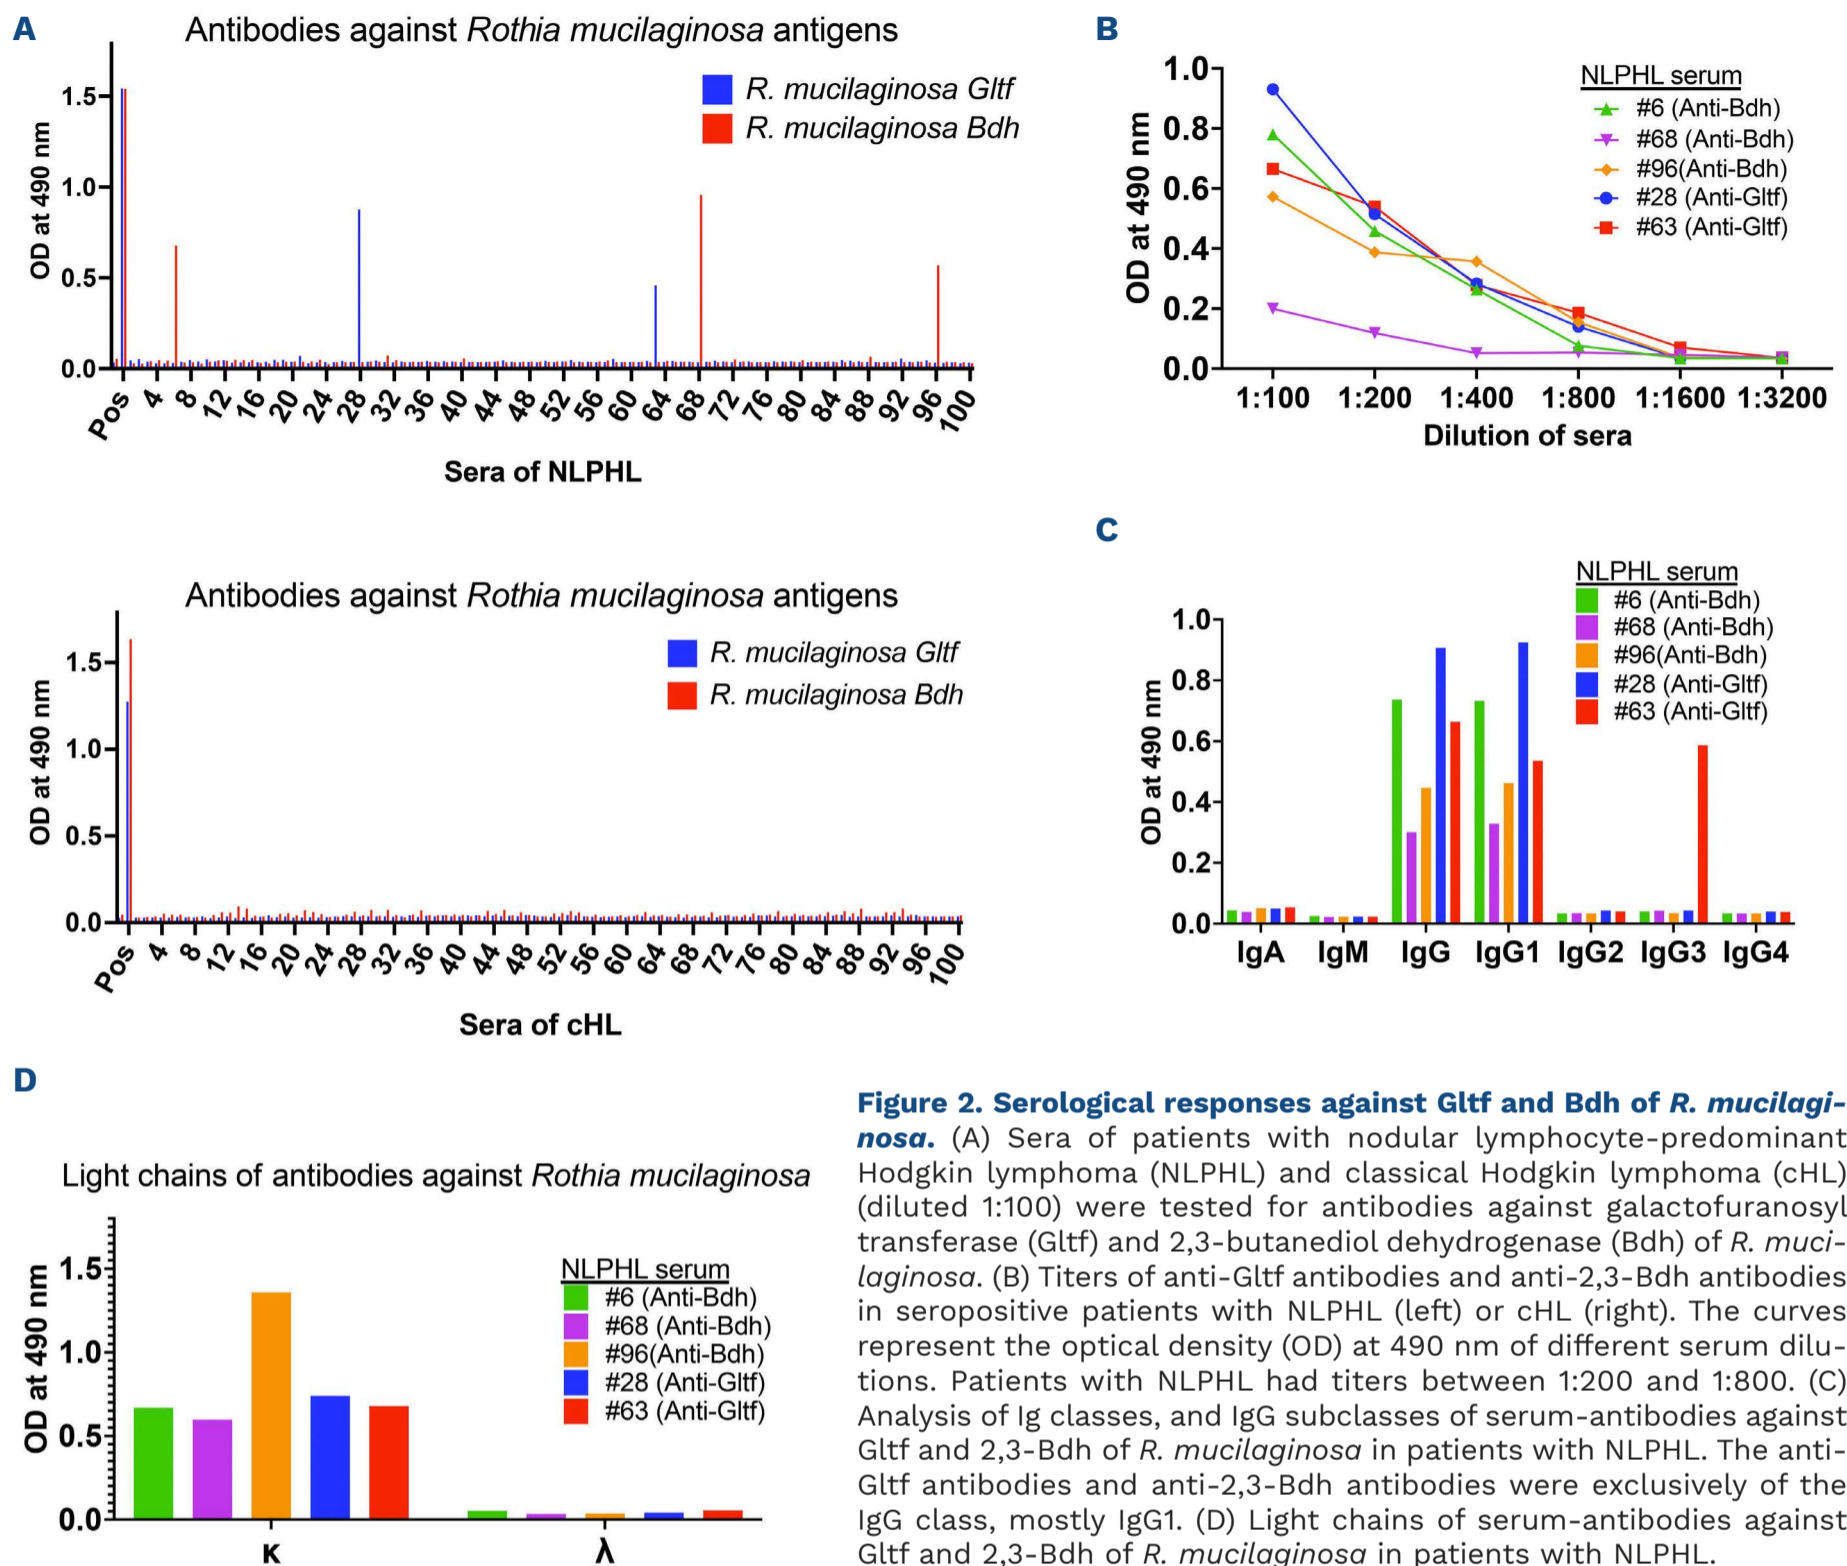 A
Antibodies against Rothia mucilaginosa antigens
R. mucilaginosa Gltf
R. mucilaginosa Bdh
OD at 490 nm
1.5
1.0
0.5
0.0
Pos 4 8 12 16 20 24 28 32 36 40 44 48 52 56 60 64 68 72 76 80 84 88 92 96 100
Sera of NLPHL
Antibodies against Rothia mucilaginosa antigens
R. mucilaginosa Gltf
R. mucilaginosa Bdh
OD at 490 nm
1.5
1.0
0.5
0.0
Pos 4 8 12 16 20 24 28 32 36 40 44 48 52 56 60 64 68 72 76 80 84 88 92 96 100
Sera of cHL
B
NLPHL serum
#6 (Anti-Bdh)
#68 (Anti-Bdh)
#96(Anti-Bdh)
#28 (Anti-Gltf)
#63 (Anti-Gltf)
OD at 490 nm
1.0
0.8
0.6
0.4
0.2
0.0
1:100 1:200 1:400 1:800 1:1600 1:3200
Dilution of sera
C
NLPHL serum
#6 (Anti-Bdh)
#68 (Anti-Bdh)
#96(Anti-Bdh)
#28 (Anti-Gltf)
#63 (Anti-Gltf)
OD at 490 nm
1.0
0.8
0.6
0.4
0.2
0.0
IgA IgM IgG IgG1 IgG2 IgG3 IgG4
D
Light chains of antibodies against Rothia mucilaginosa
NLPHL serum
#6 (Anti-Bdh)
#68 (Anti-Bdh)
#96(Anti-Bdh)
#28 (Anti-Gltf)
#63 (Anti-Gltf)
OD at 490 nm
1.5
1.0
0.5
0.0
κ λ
Figure 2. Serological responses against Gltf and Bdh of R. mucilagi-
nosa. (A) Sera of patients with nodular lymphocyte-predominant
Hodgkin lymphoma (NLPHL) and classical Hodgkin lymphoma (cHL)
(diluted 1:100) were tested for antibodies against galactofuranosyl
transferase (Gltf) and 2,3-butanediol dehydrogenase (Bdh) of R. muci-
laginosa. (B) Titers of anti-Gltf antibodies and anti-2,3-Bdh antibodies
in seropositive patients with NLPHL (left) or cHL (right). The curves
represent the optical density (OD) at 490 nm of different serum dilu-
tions. Patients with NLPHL had titers between 1:200 and 1:800. (C)
Analysis of Ig classes, and IgG subclasses of serum-antibodies against
Gltf and 2,3-Bdh of R. mucilaginosa in patients with NLPHL. The anti-
Gltf antibodies and anti-2,3-Bdh antibodies were exclusively of the
IgG class, mostly IgG1. (D) Light chains of serum-antibodies against
Gltf and 2,3-Bdh of R. mucilaginosa in patients with NLPHL.